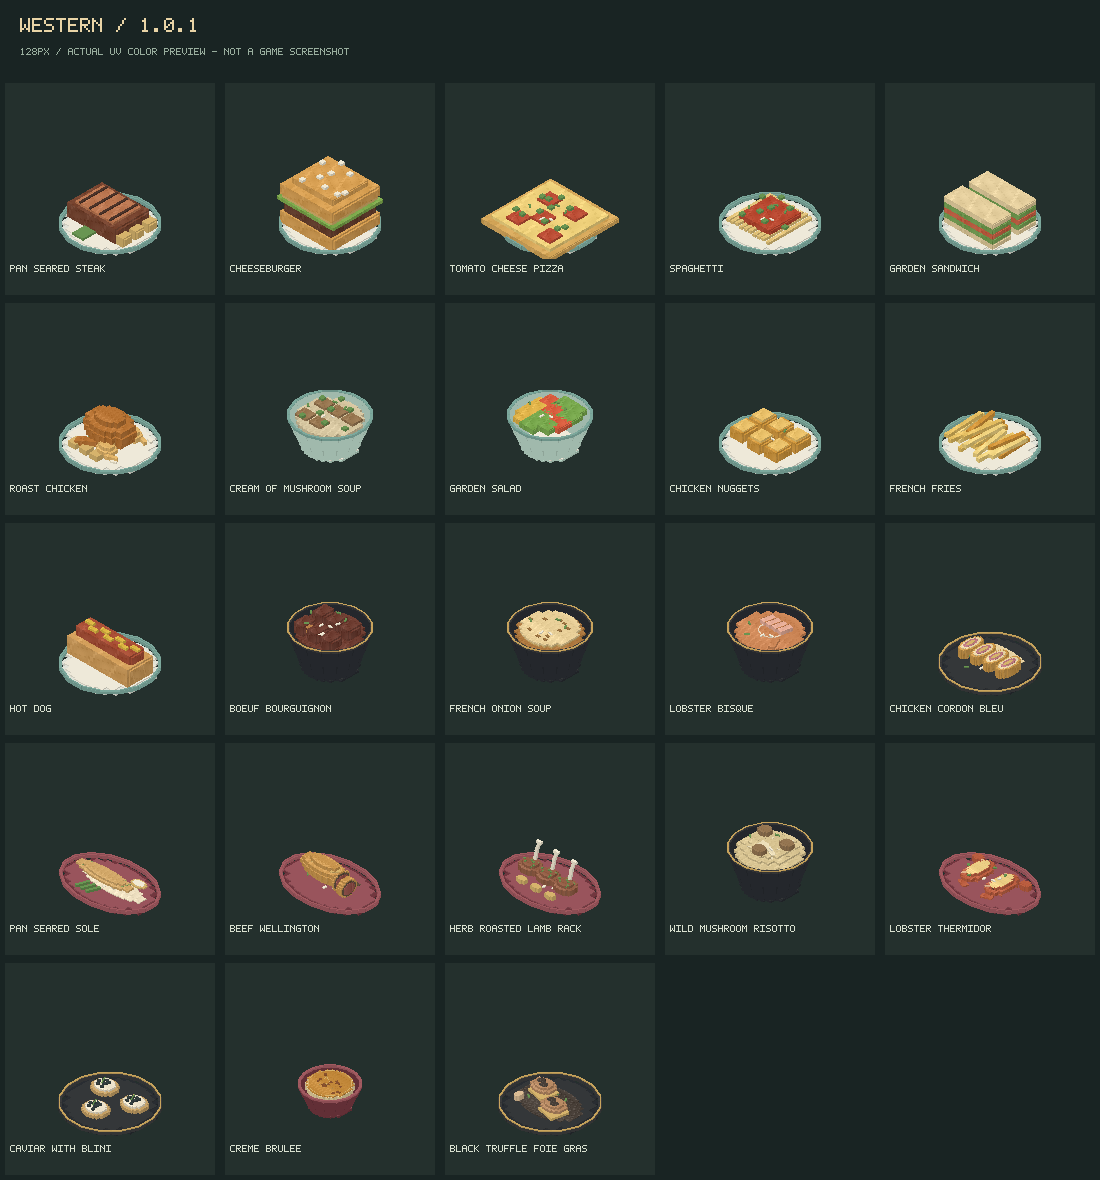 WESTERN / 1.0.1
128PX / ACTUAL UV COLOR PREVIEW - NOT A GAME SCREENSHOT
PAN SEARED STEAK
CHEESEBURGER
TOMATO CHEESE PIZZA
SPAGHETTI
GARDEN SANDWICH
ROAST CHICKEN
CREAM OF MUSHROOM SOUP
GARDEN SALAD
CHICKEN NUGGETS
FRENCH FRIES
HOT DOG
BOEUF BOURGUIGNON
FRENCH ONION SOUP
LOBSTER BISQUE
CHICKEN CORDON BLEU
PAN SEARED SOLE
BEEF WELLINGTON
HERB ROASTED LAMB RACK
WILD MUSHROOM RISOTTO
LOBSTER THERMIDOR
CAVIAR WITH BLINI
CREME BRULEE
BLACK TRUFFLE FOIE GRAS